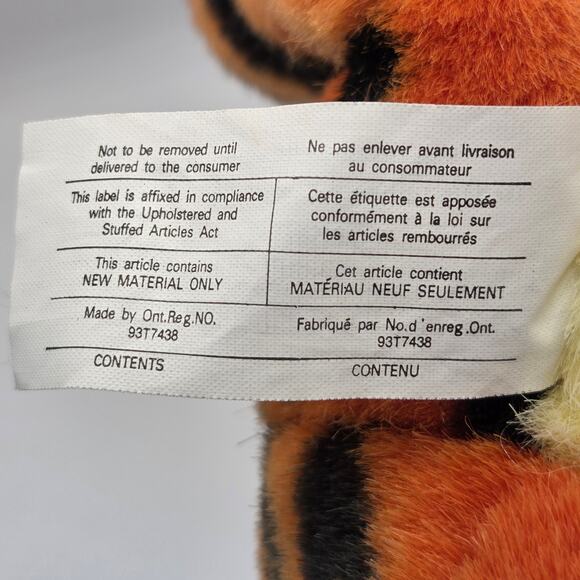 Not to be removed until
delivered to the consumer
Ne pas enlever avant livraison
au consommateur
This label is affixed in compliance
with the Upholstered and
Stuffed Articles Act
Cette étiquette est apposée
conformément à la loi sur
les articles rembourrés
This article contains
NEW MATERIAL ONLY
Cet article contient
MATÉRIAU NEUF SEULEMENT
Made by Ont.Reg.NO.
93T7438
Fabriqué par No.d'enreg.Ont.
93T7438
CONTENTS
CONTENU